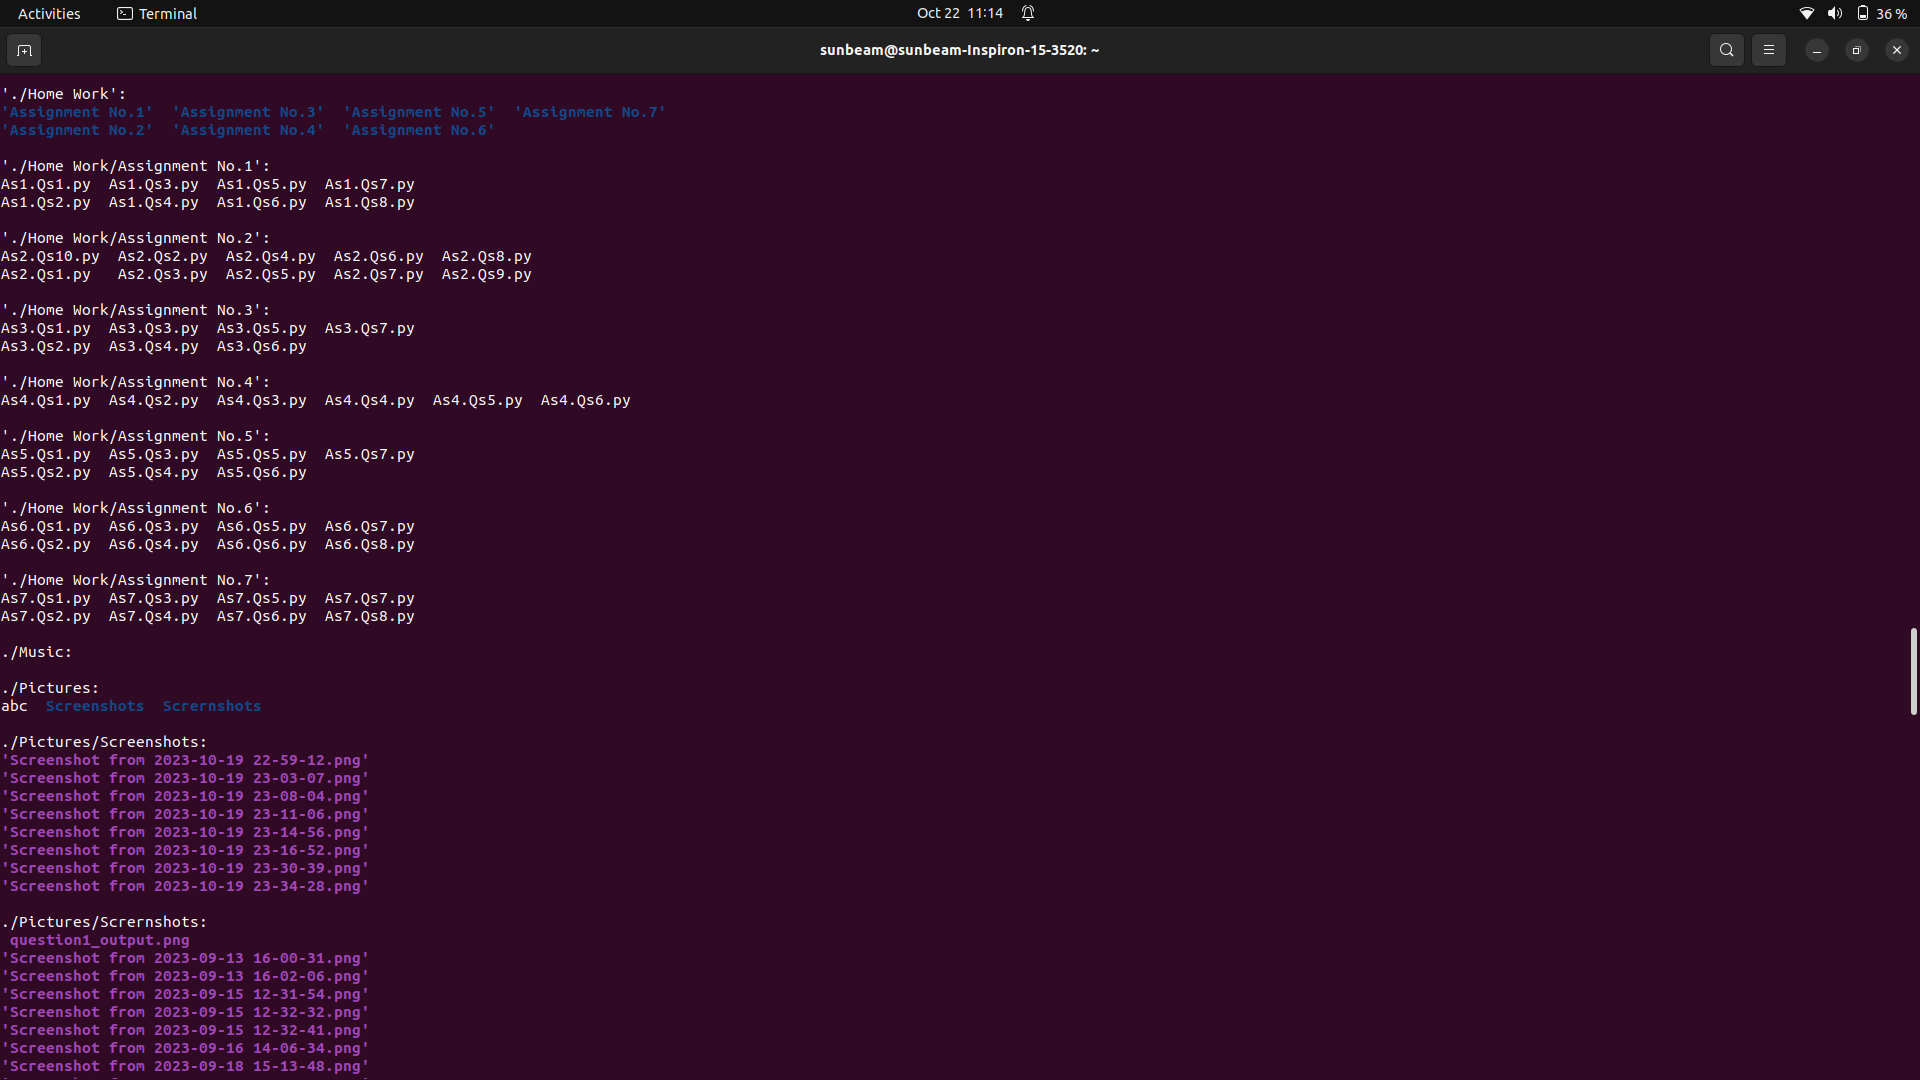 Activities Terminal Oct 22 11:14 36 %
sunbeam@sunbeam-Inspiron-15-3520: ~
'./Home Work':
'Assignment No.1' 'Assignment No.3' 'Assignment No.5' 'Assignment No.7'
'Assignment No.2' 'Assignment No.4' 'Assignment No.6'
'./Home Work/Assignment No.1':
As1.Qs1.py As1.Qs3.py As1.Qs5.py As1.Qs7.py
As1.Qs2.py As1.Qs4.py As1.Qs6.py As1.Qs8.py
'./Home Work/Assignment No.2':
As2.Qs10.py As2.Qs2.py As2.Qs4.py As2.Qs6.py As2.Qs8.py
As2.Qs1.py As2.Qs3.py As2.Qs5.py As2.Qs7.py As2.Qs9.py
'./Home Work/Assignment No.3':
As3.Qs1.py As3.Qs3.py As3.Qs5.py As3.Qs7.py
As3.Qs2.py As3.Qs4.py As3.Qs6.py
'./Home Work/Assignment No.4':
As4.Qs1.py As4.Qs2.py As4.Qs3.py As4.Qs4.py As4.Qs5.py As4.Qs6.py
'./Home Work/Assignment No.5':
As5.Qs1.py As5.Qs3.py As5.Qs5.py As5.Qs7.py
As5.Qs2.py As5.Qs4.py As5.Qs6.py
'./Home Work/Assignment No.6':
As6.Qs1.py As6.Qs3.py As6.Qs5.py As6.Qs7.py
As6.Qs2.py As6.Qs4.py As6.Qs6.py As6.Qs8.py
'./Home Work/Assignment No.7':
As7.Qs1.py As7.Qs3.py As7.Qs5.py As7.Qs7.py
As7.Qs2.py As7.Qs4.py As7.Qs6.py As7.Qs8.py
./Music:
./Pictures:
abc Screenshots Scrernshots
./Pictures/Screenshots:
'Screenshot from 2023-10-19 22-59-12.png'
'Screenshot from 2023-10-19 23-03-07.png'
'Screenshot from 2023-10-19 23-08-04.png'
'Screenshot from 2023-10-19 23-11-06.png'
'Screenshot from 2023-10-19 23-14-56.png'
'Screenshot from 2023-10-19 23-16-52.png'
'Screenshot from 2023-10-19 23-30-39.png'
'Screenshot from 2023-10-19 23-34-28.png'
./Pictures/Scrernshots:
question1_output.png
'Screenshot from 2023-09-13 16-00-31.png'
'Screenshot from 2023-09-13 16-02-06.png'
'Screenshot from 2023-09-15 12-31-54.png'
'Screenshot from 2023-09-15 12-32-32.png'
'Screenshot from 2023-09-15 12-32-41.png'
'Screenshot from 2023-09-16 14-06-34.png'
'Screenshot from 2023-09-18 15-13-48.png'